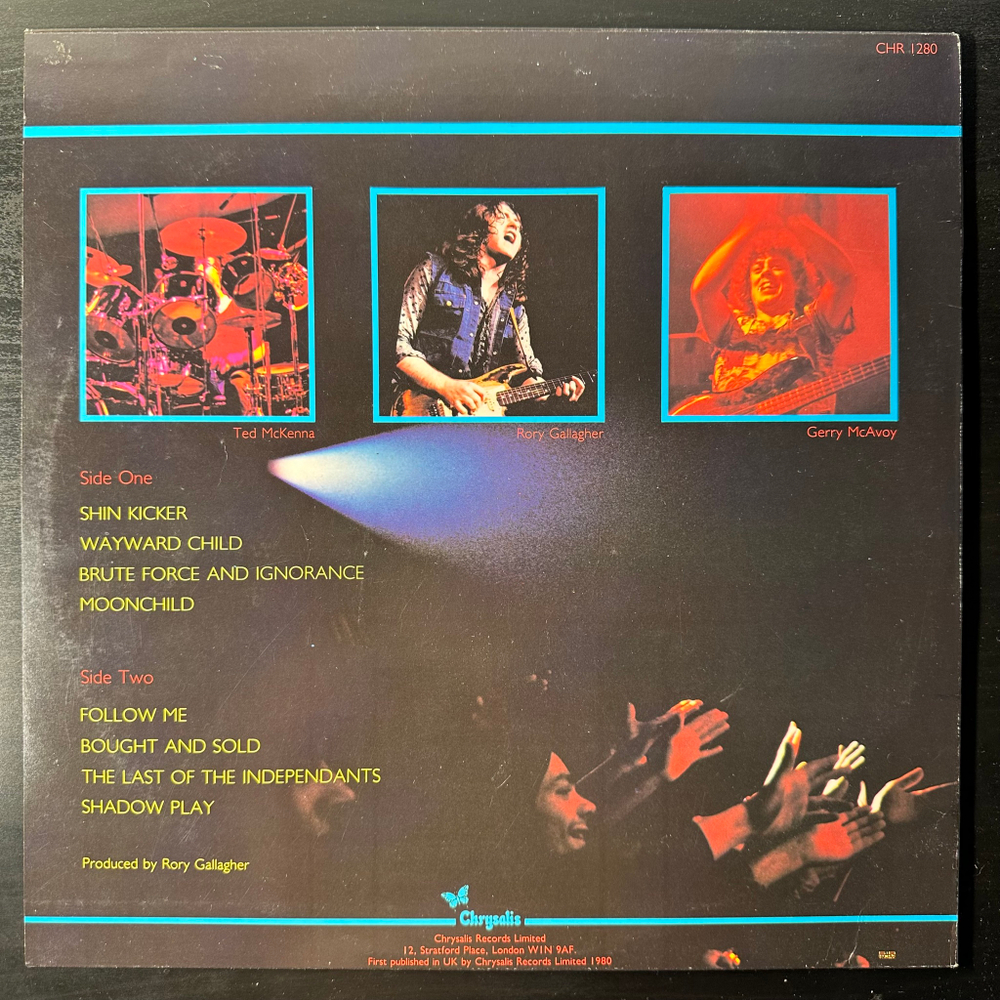 CHR 1280
Ted McKenna
Rory Gallagher
Gerry McAvoy
Side One
SHIN KICKER
WAYWARD CHILD
BRUTE FORCE AND IGNORANCE
MOONCHILD
Side Two
FOLLOW ME
BOUGHT AND SOLD
THE LAST OF THE INDEPENDANTS
SHADOW PLAY
Produced by Rory Gallagher
Chrysalis
Chrysalis Records Limited
12, Stratford Place, London W1N 9AF.
First published in UK by Chrysalis Records Limited 1980